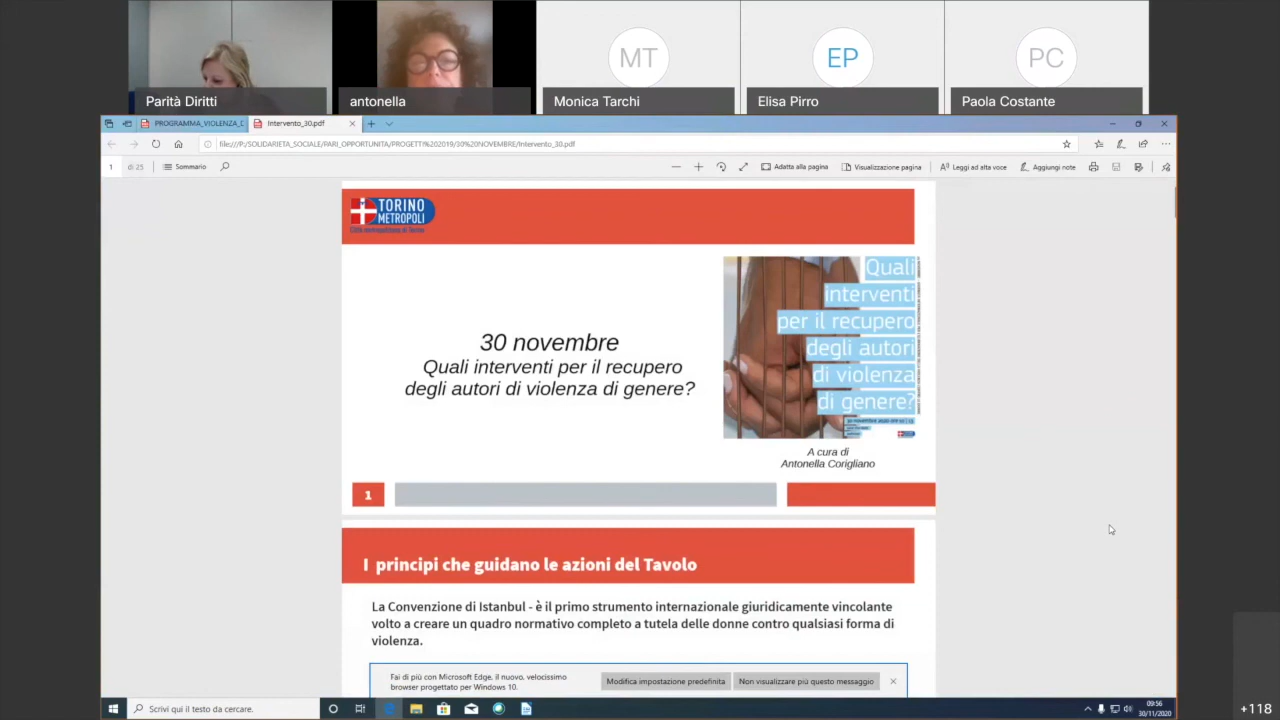 MT
EP
PC
Parità Diritti
antonella
Monica Tarchi
Elisa Pirro
Paola Costante
PROGRAMMA_VIOLENZA_D
Intervento_30.pdf
file:///P:/SOLIDARIETA_SOCIALE/PARI_OPPORTUNITA/PROGETTI%202019/30%20NOVEMBRE/Intervento_30.pdf
1
di 25
Sommario
Adatta alla pagina
Visualizzazione pagina
Leggi ad alta voce
Aggiungi note
TORINO
METROPOLI
Città metropolitana di Torino
Quali
interventi
per il recupero
degli autori
di violenza
di genere?
30 novembre
Quali interventi per il recupero
degli autori di violenza di genere?
A cura di
Antonella Corigliano
1
I principi che guidano le azioni del Tavolo
La Convenzione di Istanbul - è il primo strumento internazionale giuridicamente vincolante
volto a creare un quadro normativo completo a tutela delle donne contro qualsiasi forma di
violenza.
Fai di più con Microsoft Edge, il nuovo, velocissimo
browser progettato per Windows 10.
Modifica impostazione predefinita
Non visualizzare più questo messaggio
Scrivi qui il testo da cercare.
09:56
30/11/2020
+118